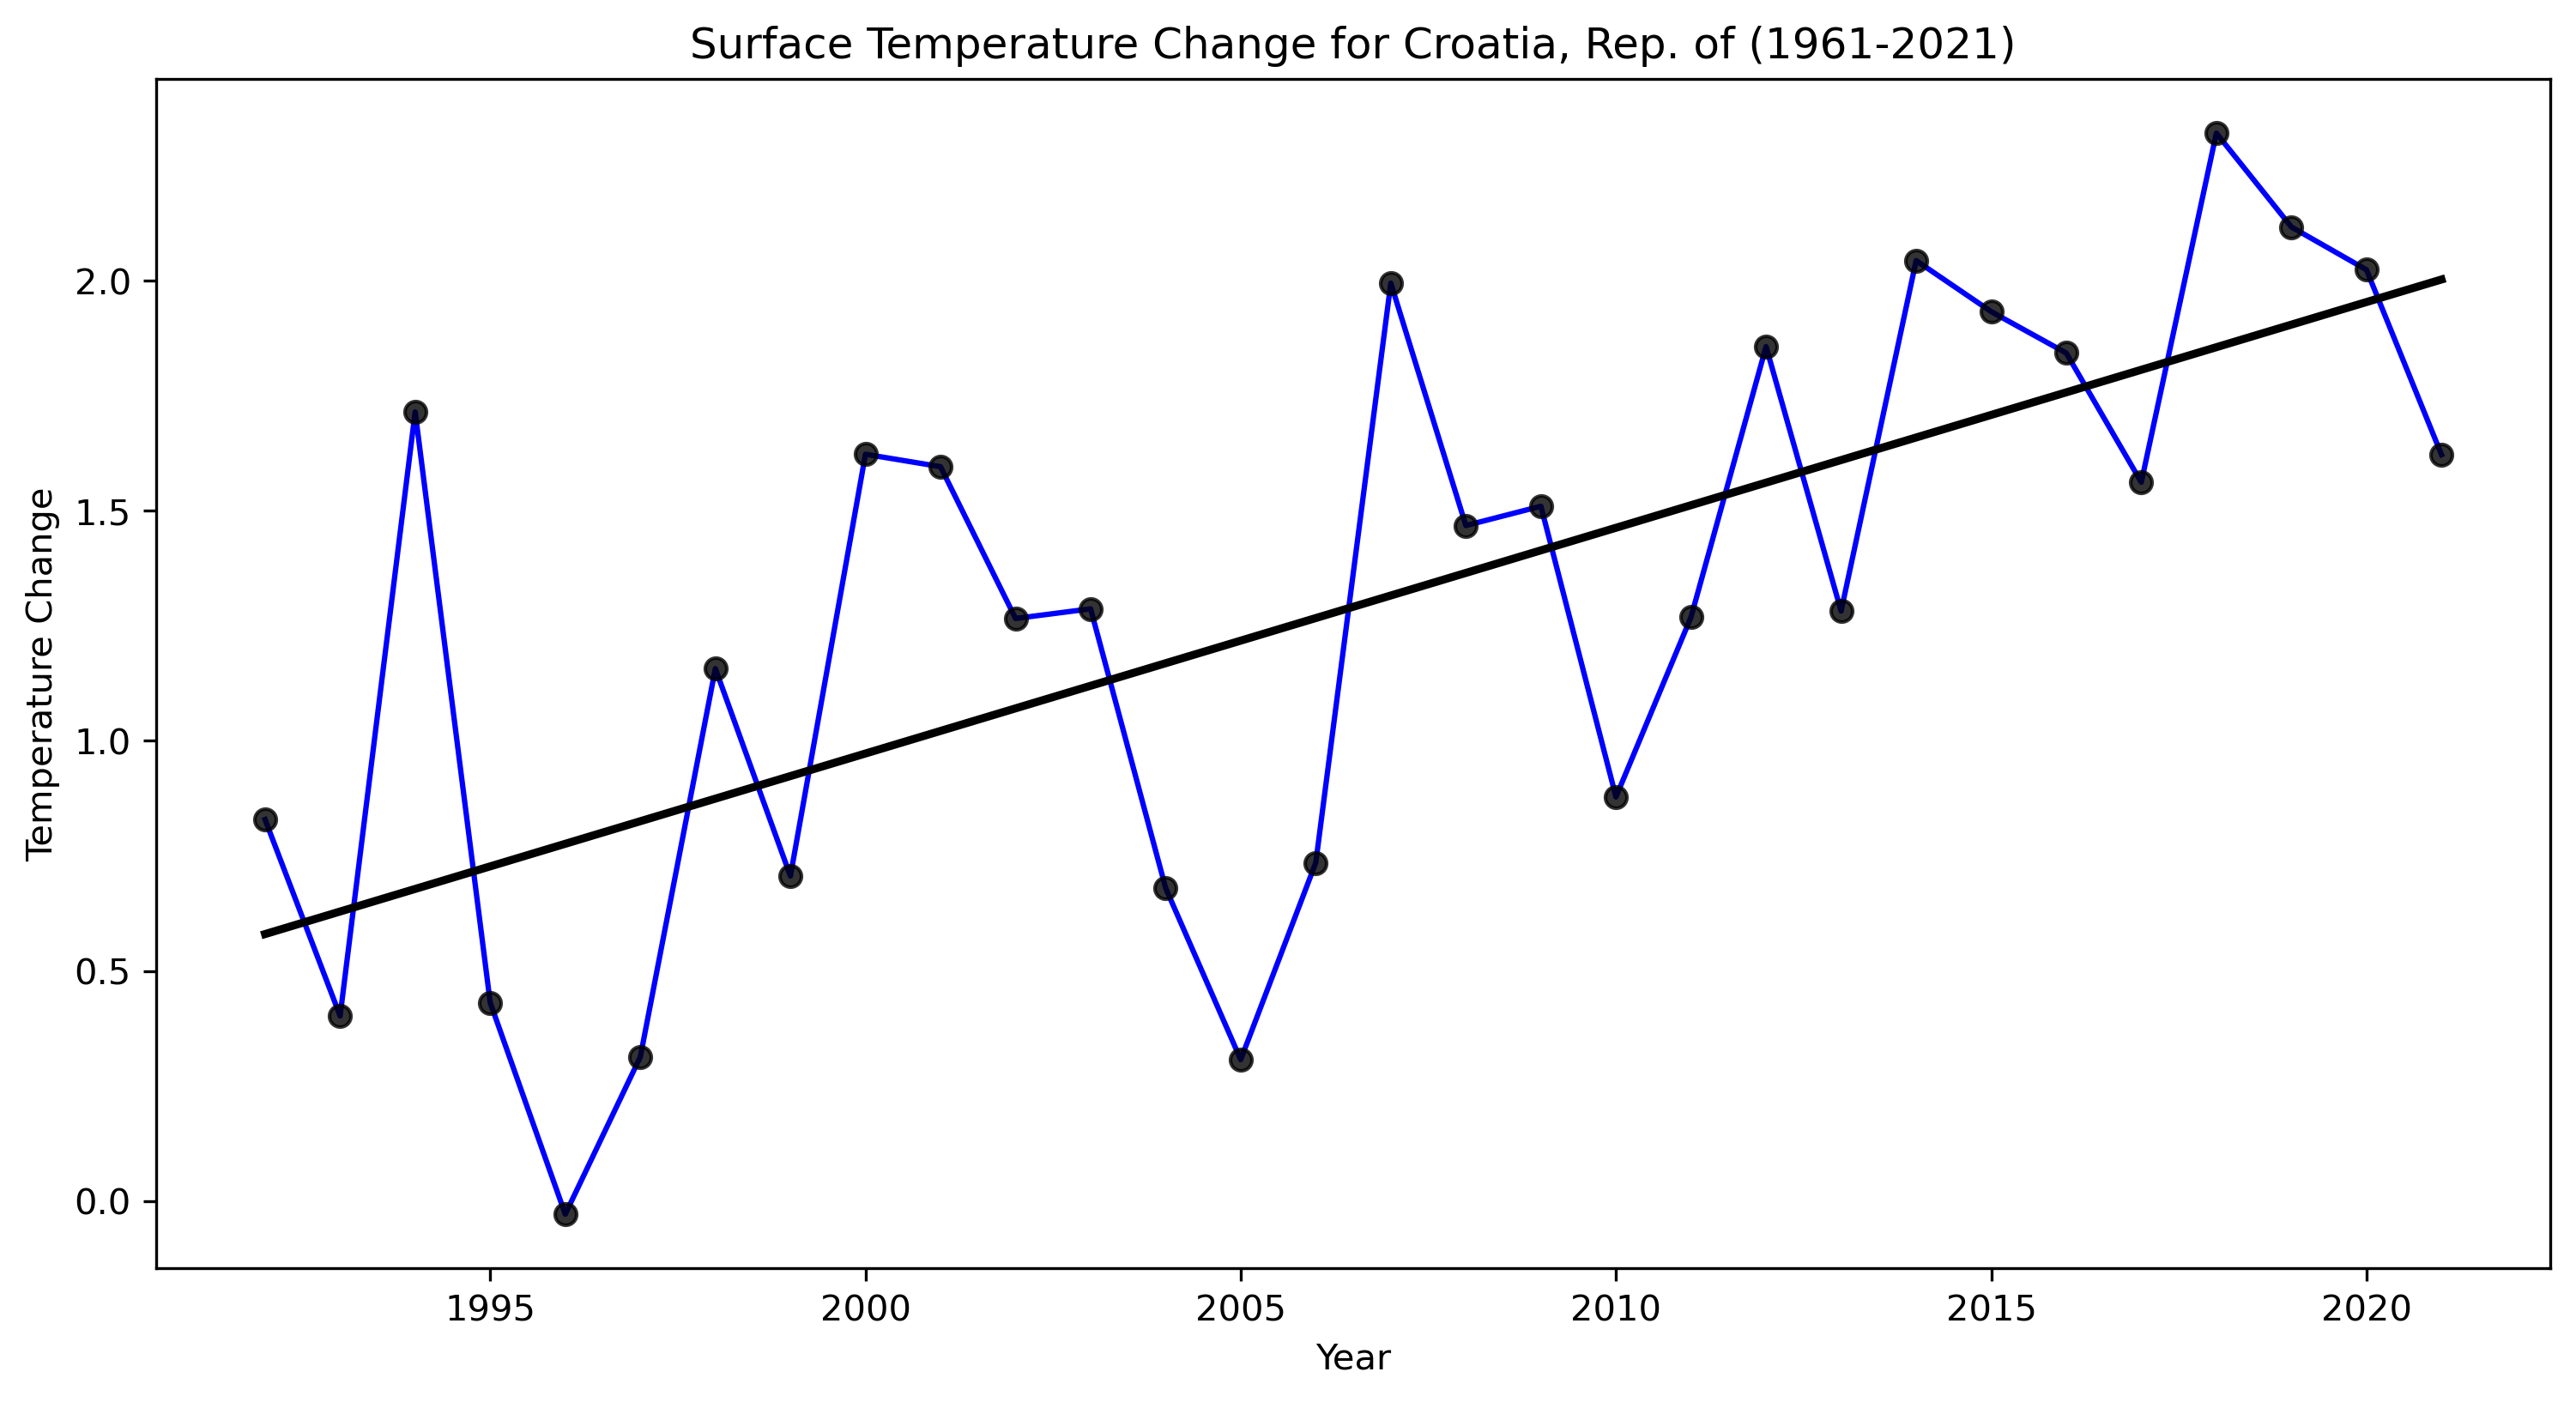 Surface Temperature Change for Croatia, Rep. of (1961-2021)
Temperature Change
2.0
1.5
1.0
0.5
0.0
1995 2000 2005 2010 2015 2020
Year